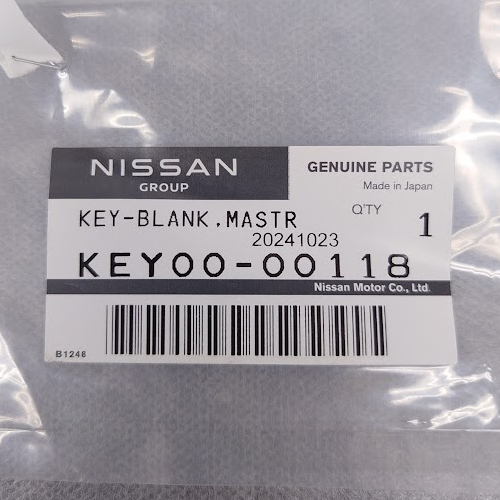 NISSAN
GROUP
GENUINE PARTS
Made in Japan
KEY-BLANK,MASTR
Q'TY 1
20241023
KEY00-00118
Nissan Motor Co., Ltd.
B1246